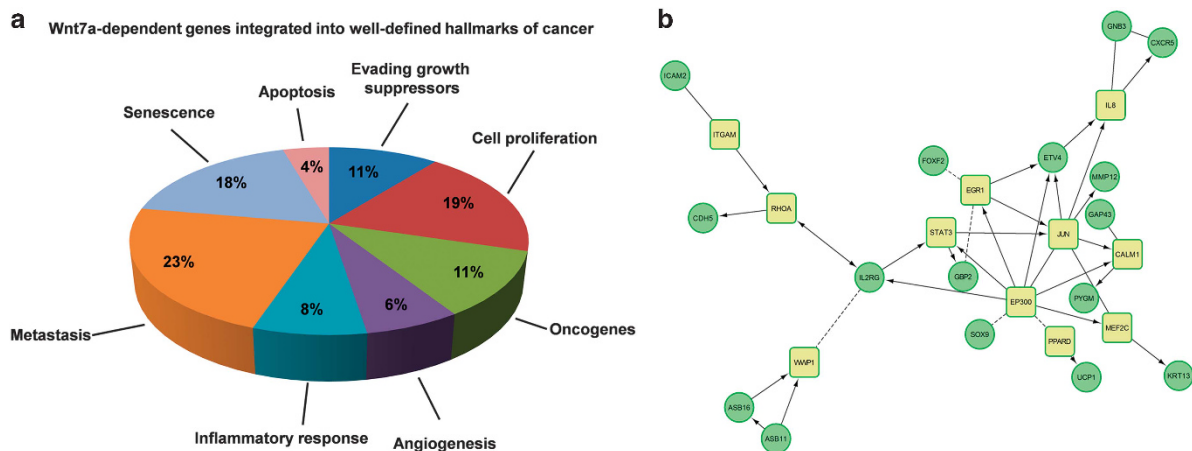 a
Wnt7a-dependent genes integrated into well-defined hallmarks of cancer
Evading growth
suppressors
Apoptosis
Senescence
Cell proliferation
4%
11%
18%
19%
23%
11%
8%
6%
Metastasis
Oncogenes
Inflammatory response
Angiogenesis
b
GNB3
CXCR5
ICAM2
IL8
ITGAM
FOXF2
ETV4
MMP12
EGR1
RHOA
GAP43
CDH5
STAT3
JUN
CALM1
IL2RG
GBP2
PYGM
EP300
SOX9
PPARD
MEF2C
WWP1
UCP1
KRT13
ASB16
ASB11